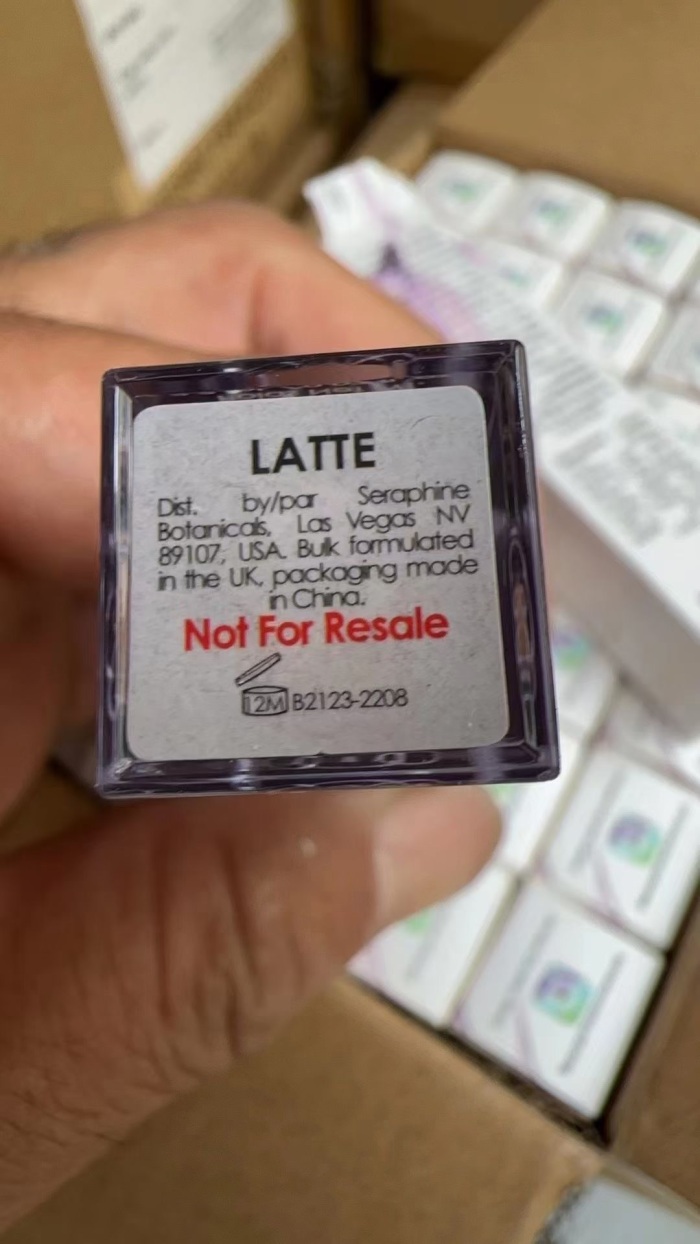 LATTE
Dist. by/par Seraphine
Botanicals, Las Vegas NV
89107, USA. Bulk formulated
in the UK, packaging made
in China.
Not For Resale
12M B2123-2208